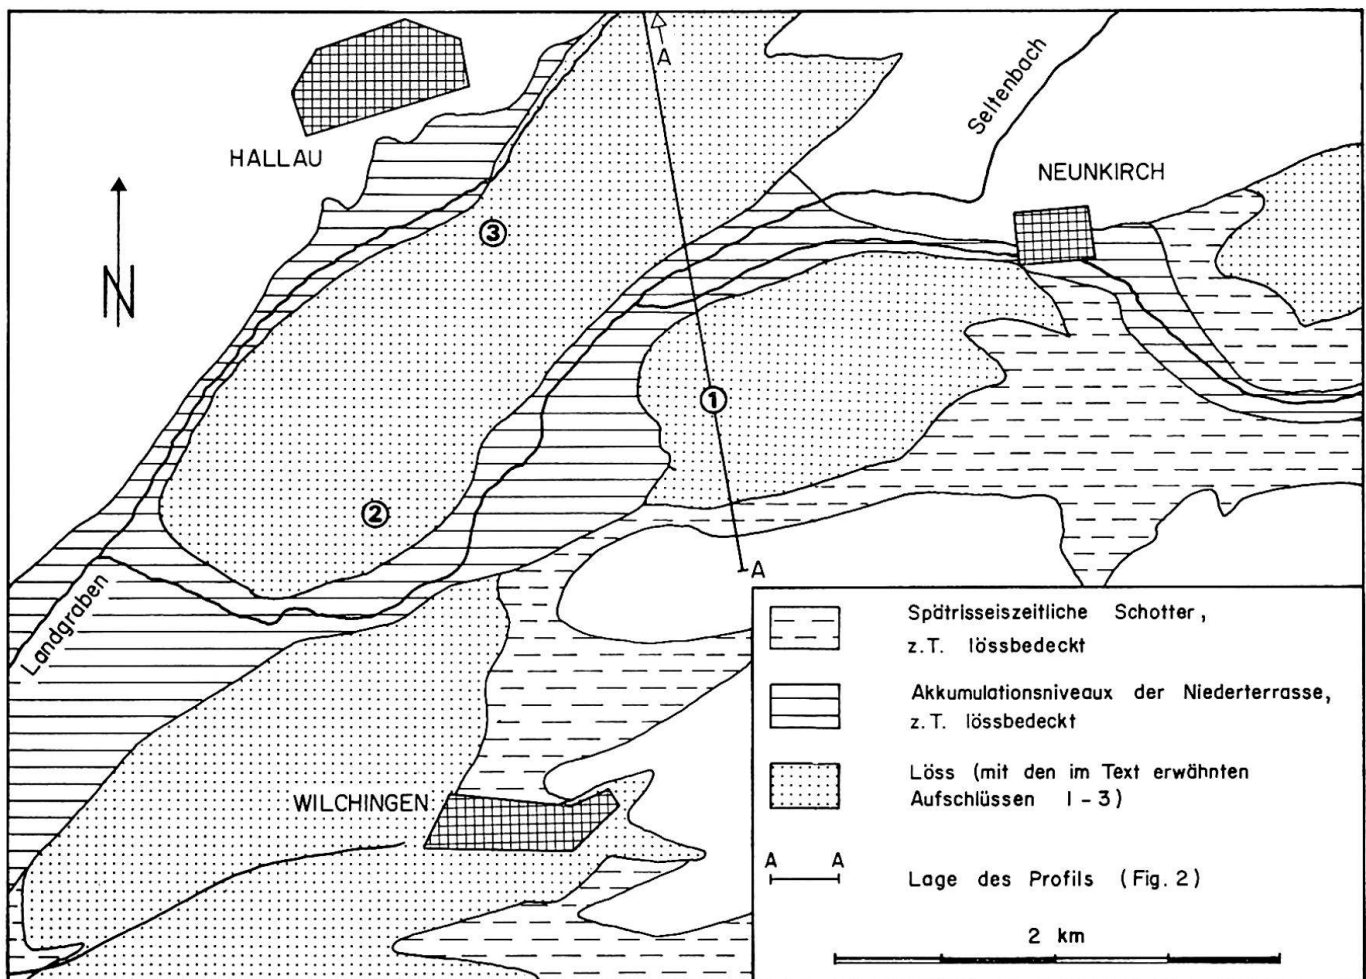 A
Seltenbach
HALLAU
NEUNKIRCH
3
N
1
2
A
Landgraben
WILCHINGEN
Spätrisseiszeitliche Schotter,
z.T. lössbedeckt
Akkumulationsniveaux der Niederterrasse,
z.T. lössbedeckt
Löss (mit den im Text erwähnten
Aufschlüssen 1-3)
A A
Lage des Profils (Fig. 2)
2 km